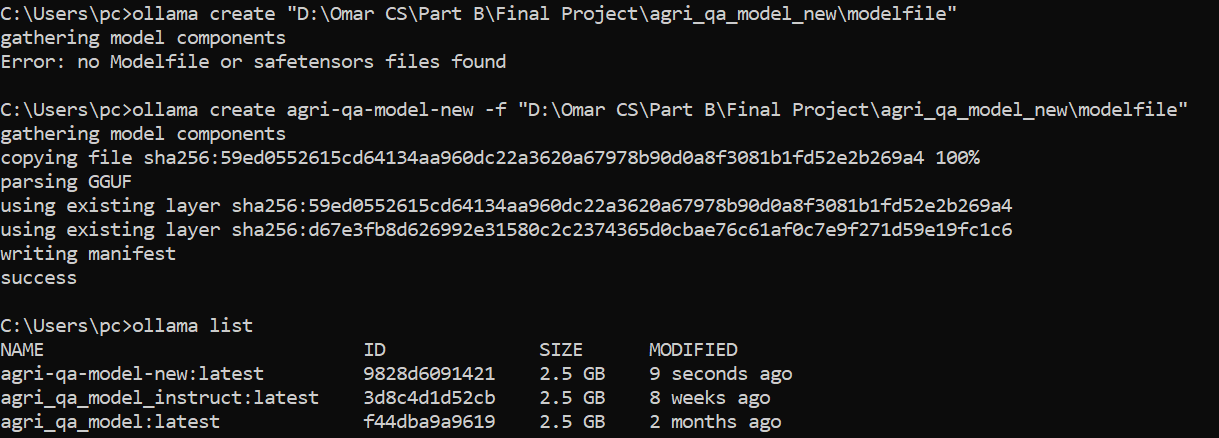 C:\Users\pc>ollama create "D:\Omar CS\Part B\Final Project\agri_qa_model_new\modelfile"
gathering model components
Error: no Modelfile or safetensors files found
C:\Users\pc>ollama create agri-qa-model-new -f "D:\Omar CS\Part B\Final Project\agri_qa_model_new\modelfile"
gathering model components
copying file sha256:59ed0552615cd64134aa960dc22a3620a67978b90d0a8f3081b1fd52e2b269a4 100%
parsing GGUF
using existing layer sha256:59ed0552615cd64134aa960dc22a3620a67978b90d0a8f3081b1fd52e2b269a4
using existing layer sha256:d67e3fb8d626992e31580c2c2374365d0cbae76c61af0c7e9f271d59e19fc1c6
writing manifest
success
C:\Users\pc>ollama list
NAME ID SIZE MODIFIED
agri-qa-model-new:latest 9828d6091421 2.5 GB 9 seconds ago
agri_qa_model_instruct:latest 3d8c4d1d52cb 2.5 GB 8 weeks ago
agri_qa_model:latest f44dba9a9619 2.5 GB 2 months ago